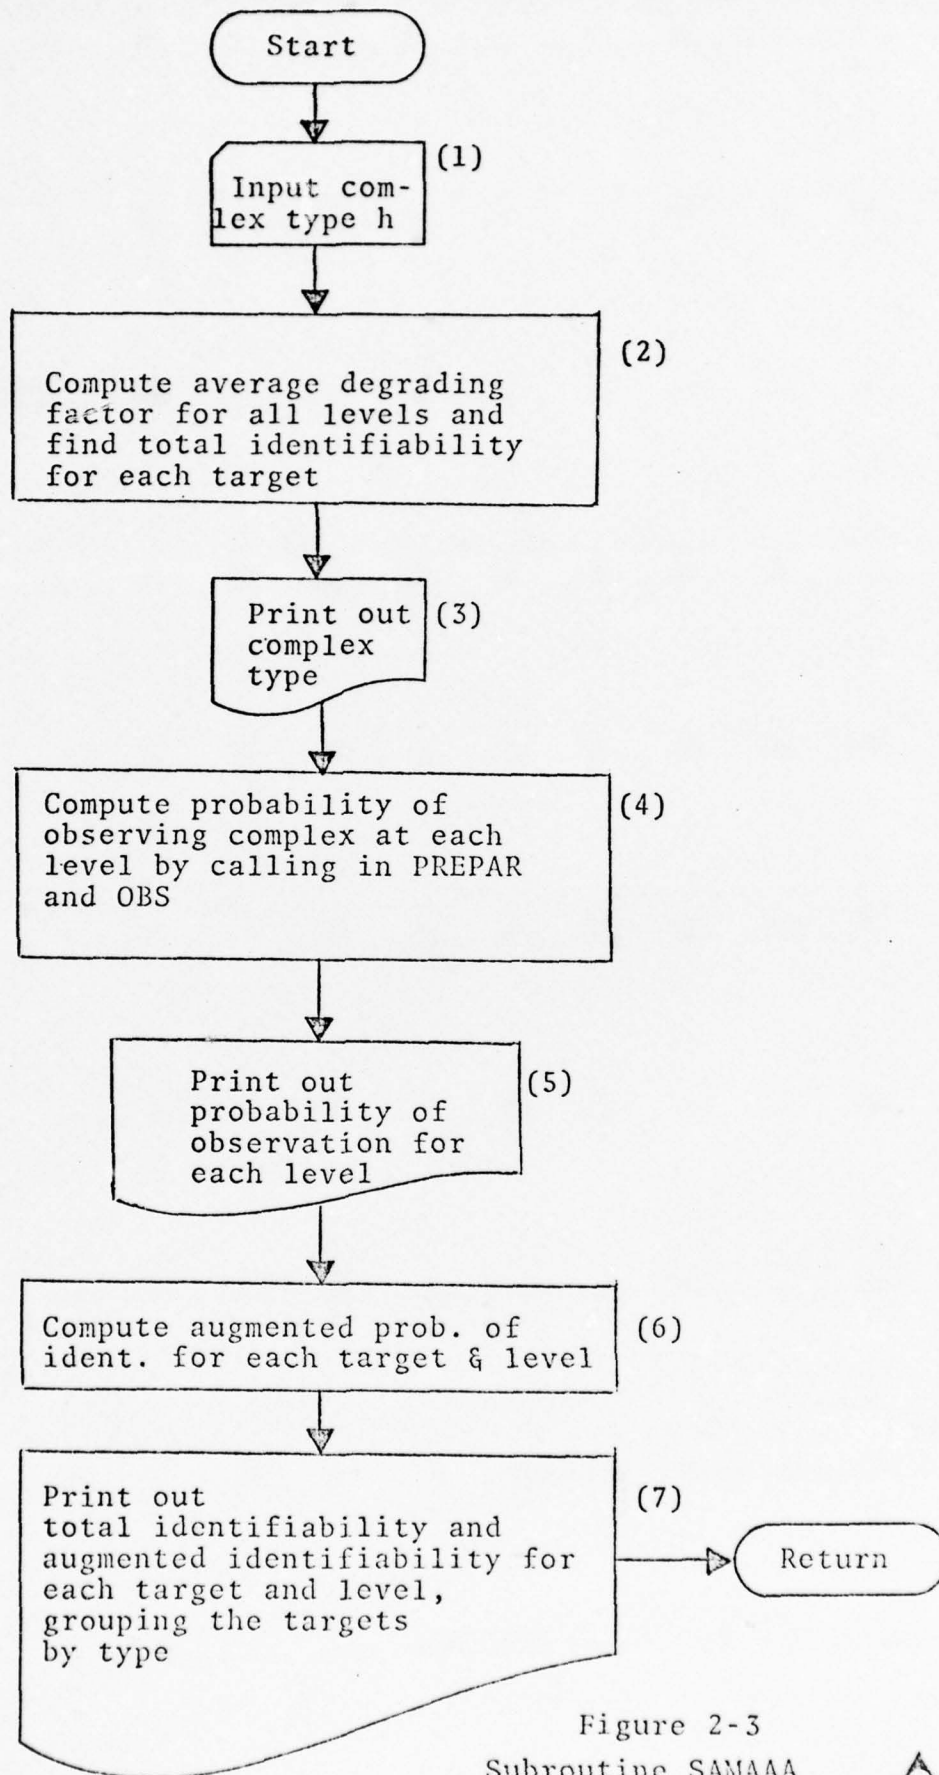 Start
(1)
Input com-
lex type h
(2)
Compute average degrading
factor for all levels and
find total identifiability
for each target
Print out (3)
complex
type
Compute probability of
(4)
observing complex at each
level by calling in PREPAR
and OBS
Print out (5)
probability of
observation for
each level
Compute augmented prob. of (6)
ident. for each target & level
Print out (7)
total identifiability and
augmented identifiability for
each target and level,
grouping the targets
by type
Return
Figure 2-3
Subroutine SAMAAA